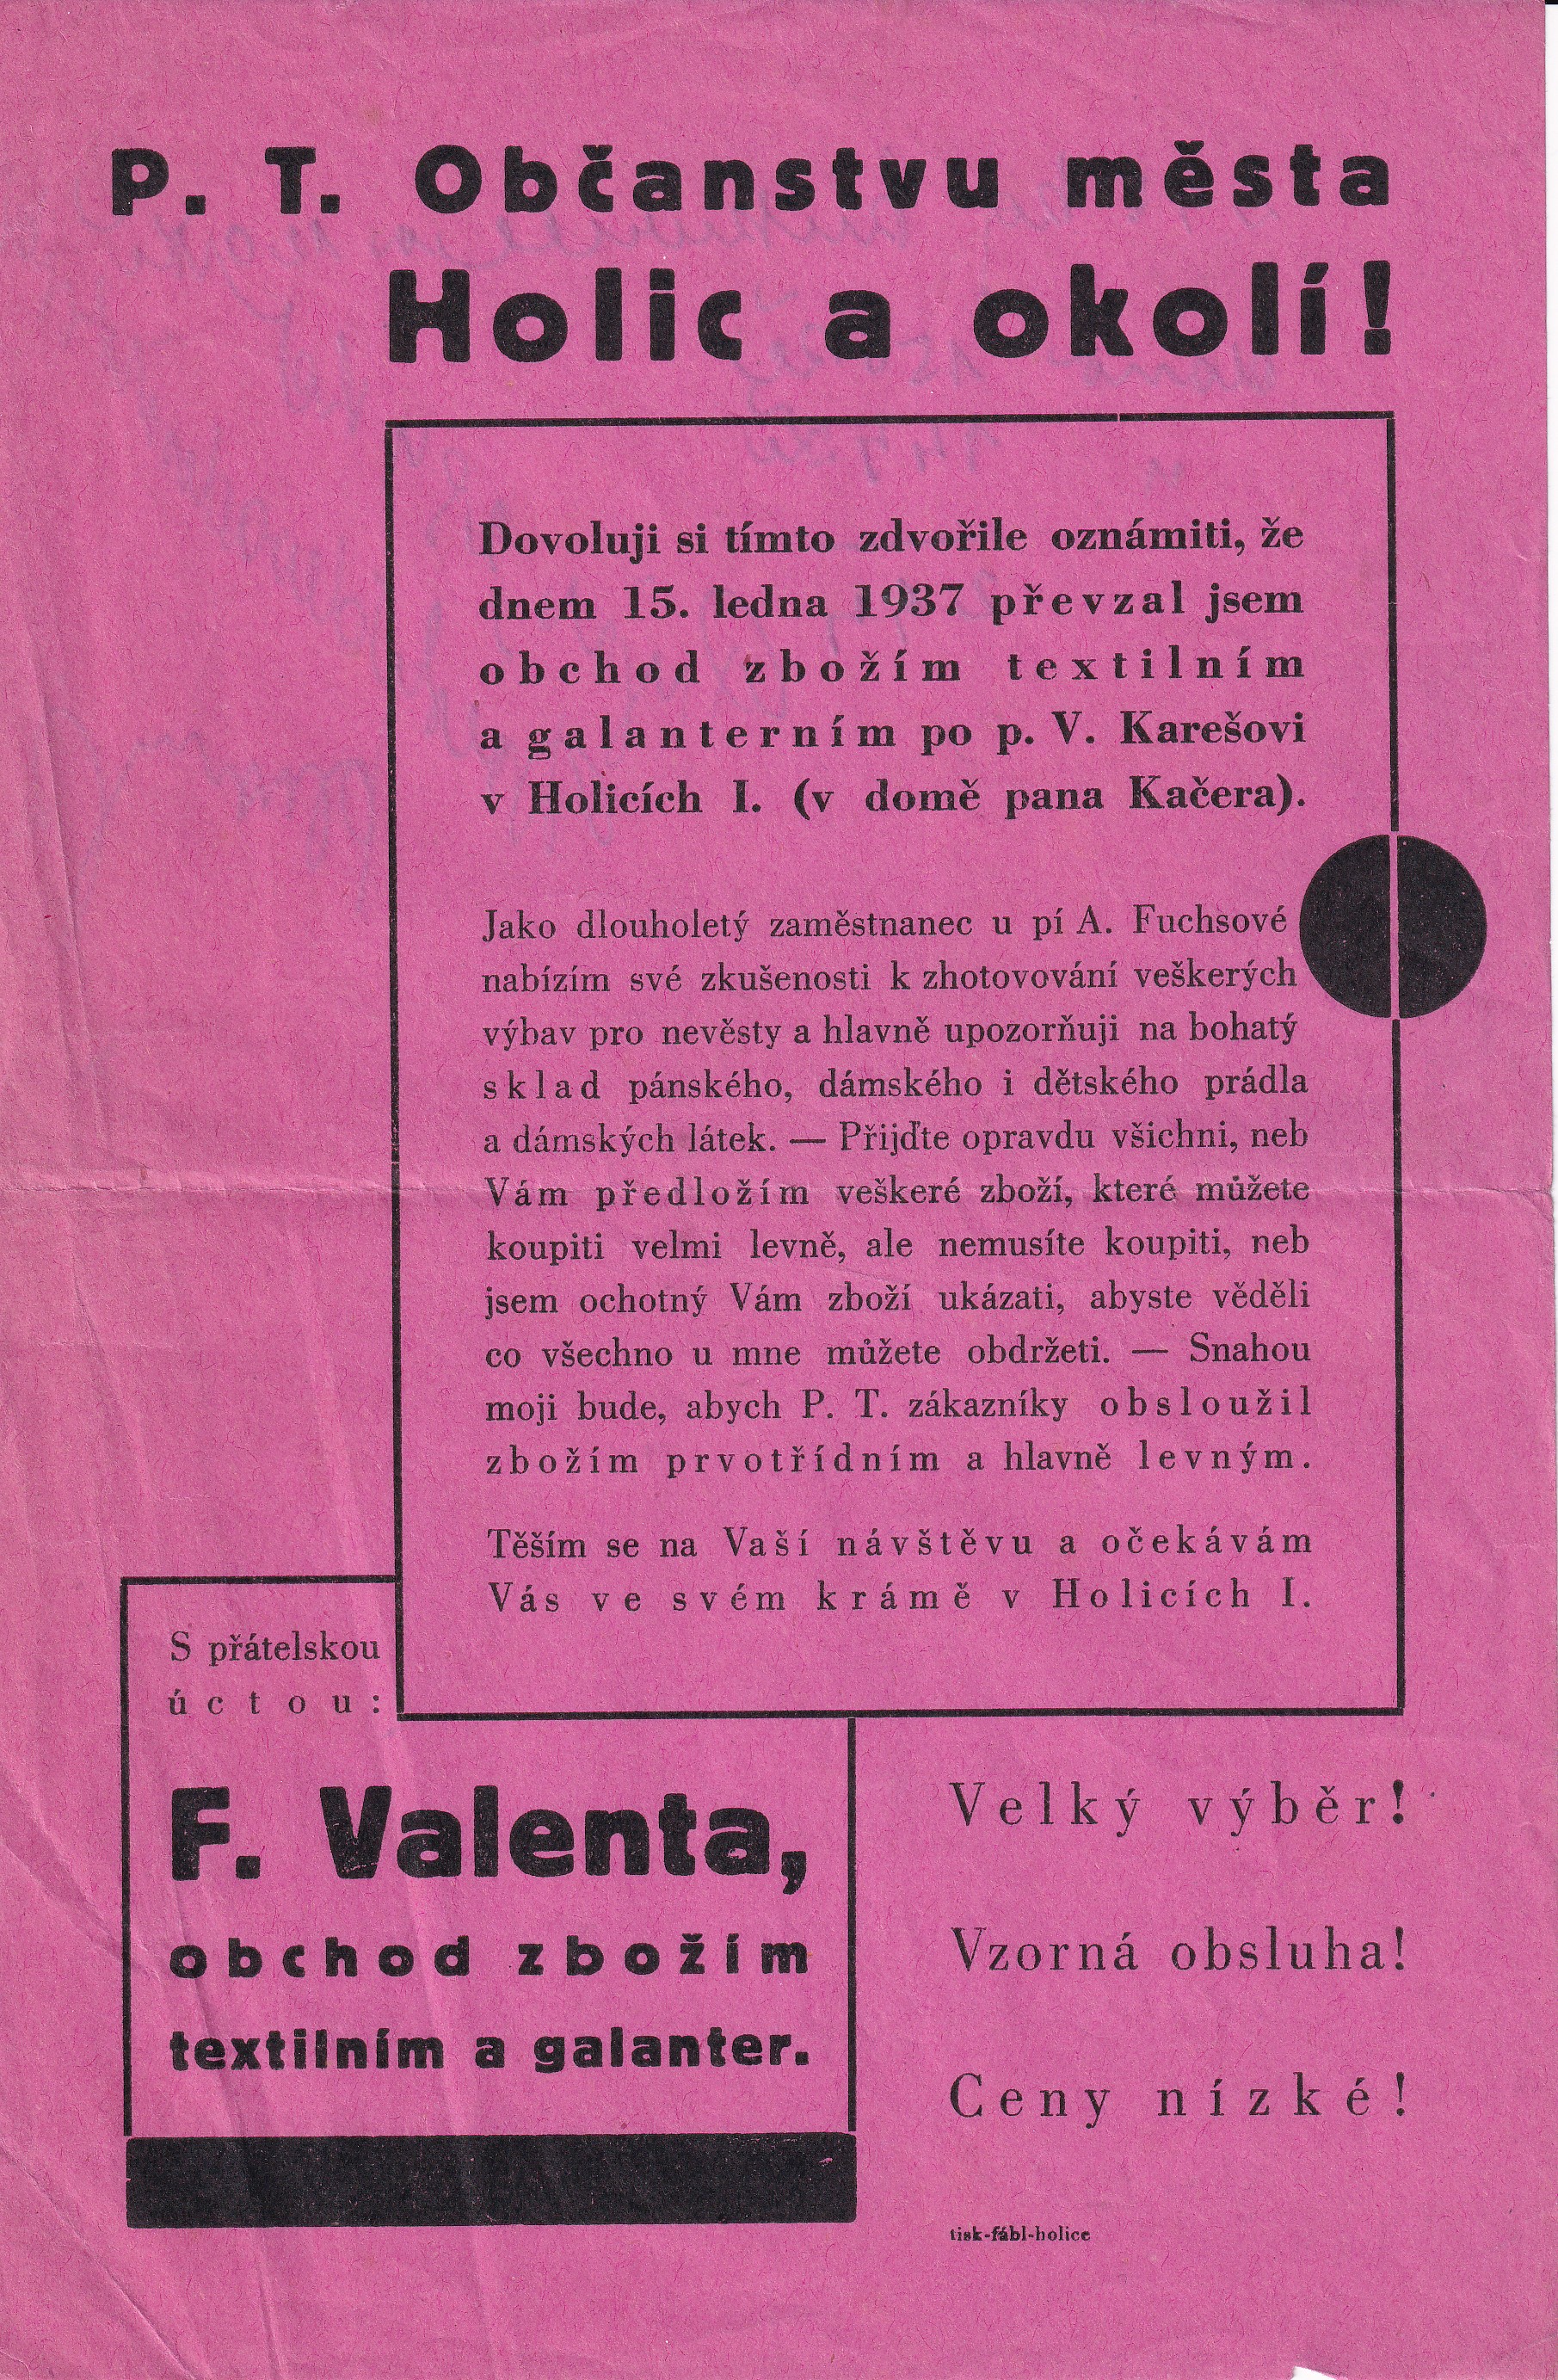 P. T. Občanstvu města
Holic a okolí!
Dovoluji si tímto zdvořile oznámiti, že
dnem 15. ledna 1937 převzal jsem
obchod zbožím textilním
a galanterním po p. V. Karešovi
v Holicích I. (v domě pana Kačera).
Jako dlouholetý zaměstnanec u pí A. Fuchsové
nabízím své zkušenosti k zhotovování veškerých
výbav pro nevěsty a hlavně upozorňuji na bohatý
sklad pánského, dámského i dětského prádla
a dámských látek. — Přijďte opravdu všichni, neb
Vám předložím veškeré zboží, které můžete
koupiti velmi levně, ale nemusíte koupiti, neb
jsem ochotný Vám zboží ukázati, abyste věděli
co všechno u mne můžete obdržeti. — Snahou
moji bude, abych P. T. zákazníky obsloužil
zbožím prvotřídním a hlavně levným.
Těším se na Vaší návštěvu a očekávám
Vás ve svém krámě v Holicích I.
S přátelskou
úctou:
F. Valenta,
obchod zbožím
textilním a galanter.
Velký výběr!
Vzorná obsluha!
Ceny nízké!
tisk-fábl-holice